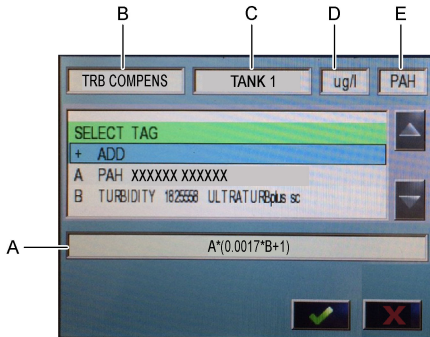 B C D E
TRB COMPENS TANK 1 ug/l PAH
SELECT TAG
+ ADD
A PAH XXXXXX XXXXXX
B TURBIDITY 1825558 ULTRATURBplus sc
A
A*(0.0017*B+1)